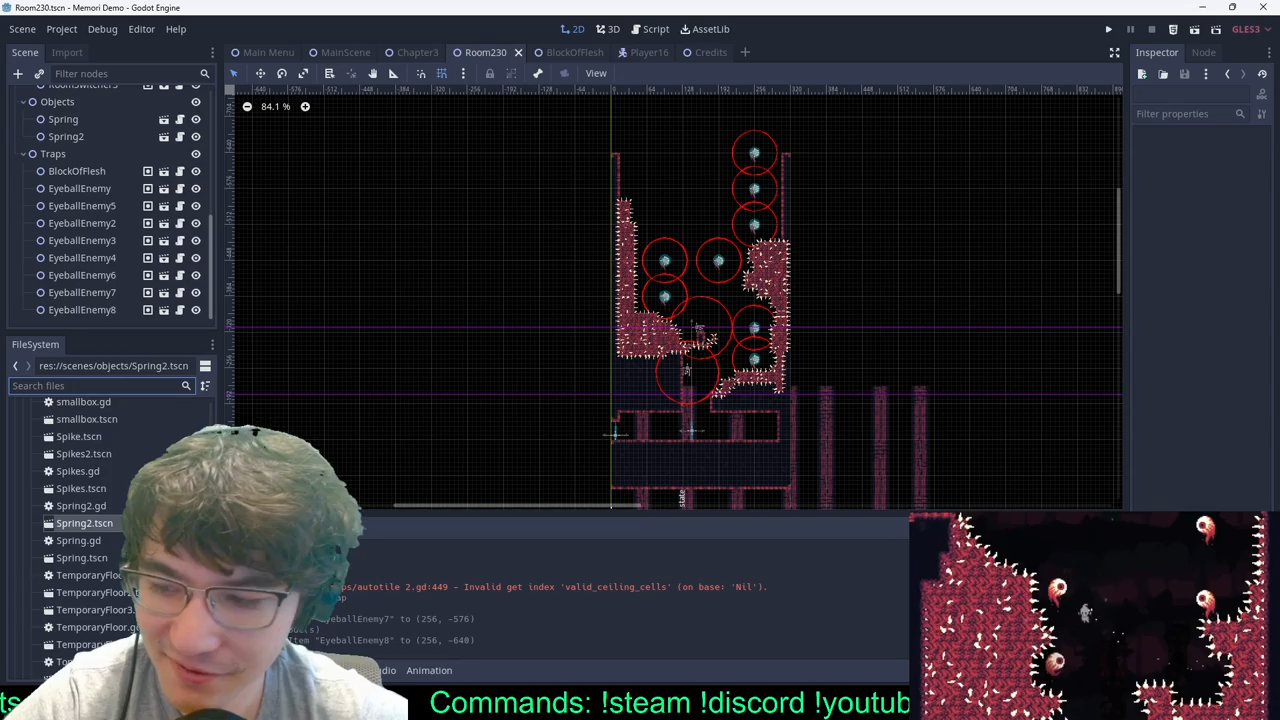 Room230.tscn - Memori Demo - Godot Engine
Scene Project Debug Editor Help
2D 3D Script AssetLib
GLES3
Scene Import
Main Menu MainScene Chapter3 Room230 BlockOfFlesh Player16 Credits
Inspector Node
Filter nodes
View
84.1 %
Filter properties
Objects
Spring
Spring2
Traps
EyeballEnemy
EyeballEnemy5
EyeballEnemy6
EyeballEnemy7
EyeballEnemy8
FileSystem
res://scenes/objects/Spring2.tscn
Search files
smallbox.gd
smallbox.tscn
Spike.tscn
Spikes2.tscn
Spikes.gd
Spikes.tscn
Spring2.gd
Spring2.tscn
Spring.gd
Spring.tscn
state
autotile 2.gd:449 - Invalid get index 'valid_ceiling_cells' (on base: 'Nil').
EyeballEnemy7" to (256, -576)
Item "EyeballEnemy8" to (256, -640)
Animation
Commands: !steam !discord !youtub